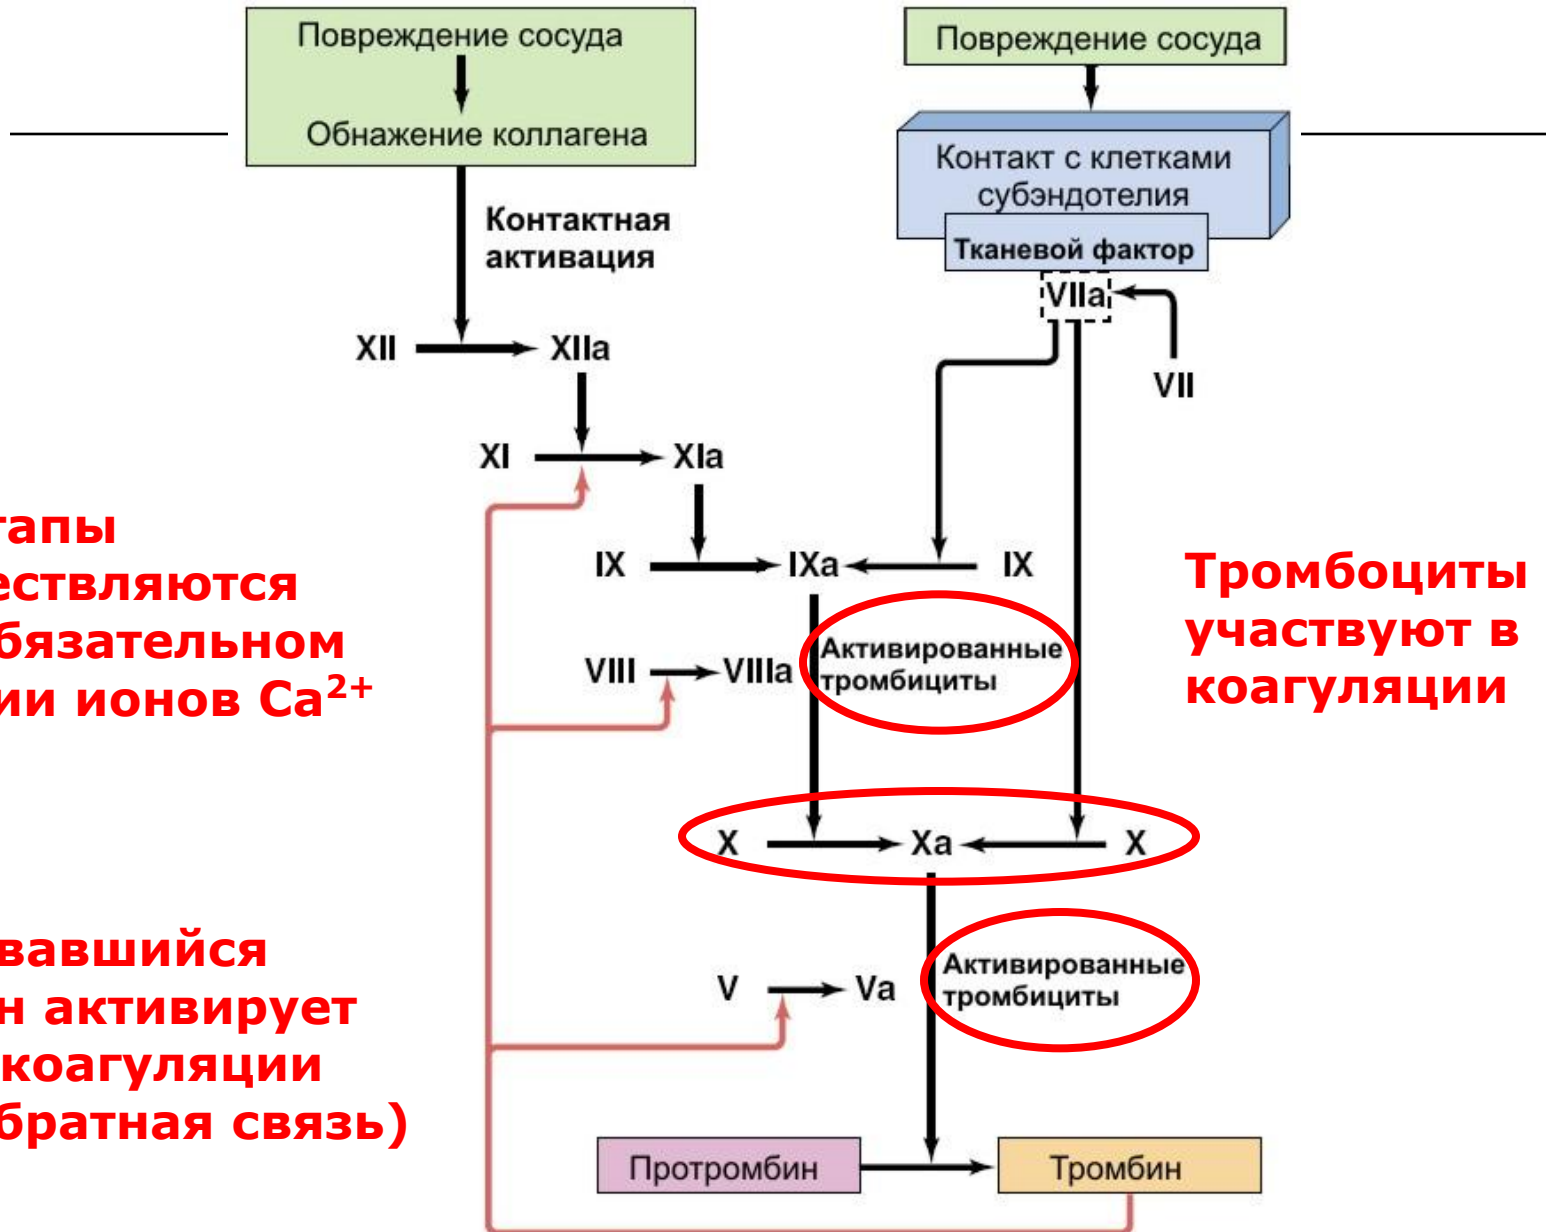 Повреждение сосуда
Обнажение коллагена
Контактная
активация
Повреждение сосуда
Контакт с клетками
субэндотелия
Тканевой фактор
VIIa
VII
XII XIIa
XI XIa
IX IXa IX
VIII VIIIa
Активированные
тромбициты
X Xa X
V Va
Активированные
тромбициты
Протромбин
Тромбин
тапы
ествляются
бязательном
ии ионов Ca²⁺
Тромбоциты
участвуют в
коагуляции
вавшийся
н активирует
коагуляции
братная связь)